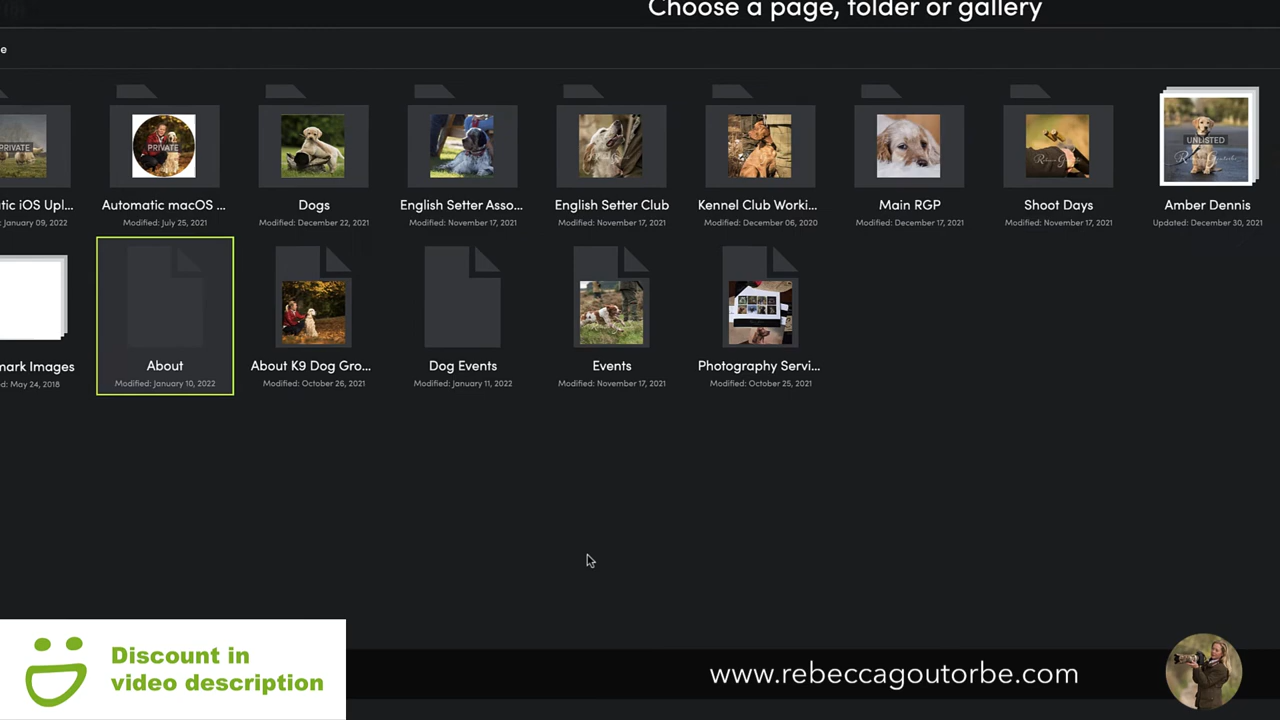 Choose a page, folder or gallery
e
PRIVATE
PRIVATE
UNLISTED
tic iOS Upl...
Automatic macOS ...
Dogs
English Setter Asso...
English Setter Club
Kennel Club Worki...
Main RGP
Shoot Days
Amber Dennis
: January 09, 2022
Modified: July 25, 2021
Modified: December 22, 2021
Modified: November 17, 2021
Modified: November 17, 2021
Modified: December 06, 2020
Modified: December 17, 2021
Modified: November 17, 2021
Updated: December 30, 2021
mark Images
About
About K9 Dog Gro...
Dog Events
Events
Photography Servi...
ed: May 24, 2018
Modified: January 10, 2022
Modified: October 26, 2021
Modified: January 11, 2022
Modified: November 17, 2021
Modified: October 25, 2021
Discount in
video description
www.rebeccagoutorbe.com